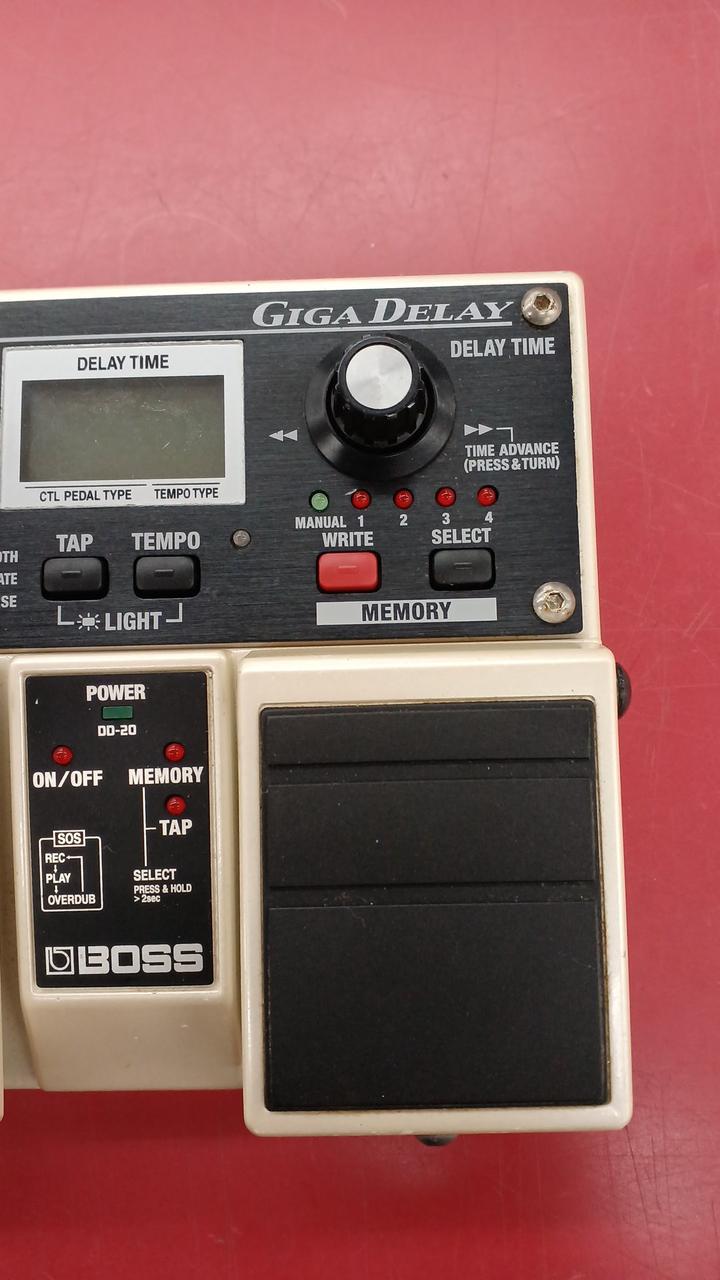 GIGA DELAY
DELAY TIME
DELAY TIME
TIME ADVANCE
(PRESS & TURN)
CTL PEDAL TYPE TEMPO TYPE
MANUAL 1 2 3 4
TAP TEMPO WRITE SELECT
LIGHT
MEMORY
POWER
DD-20
ON/OFF MEMORY
TAP
SOS
REC
PLAY
OVERDUB
SELECT
PRESS & HOLD
> 2sec
BOSS